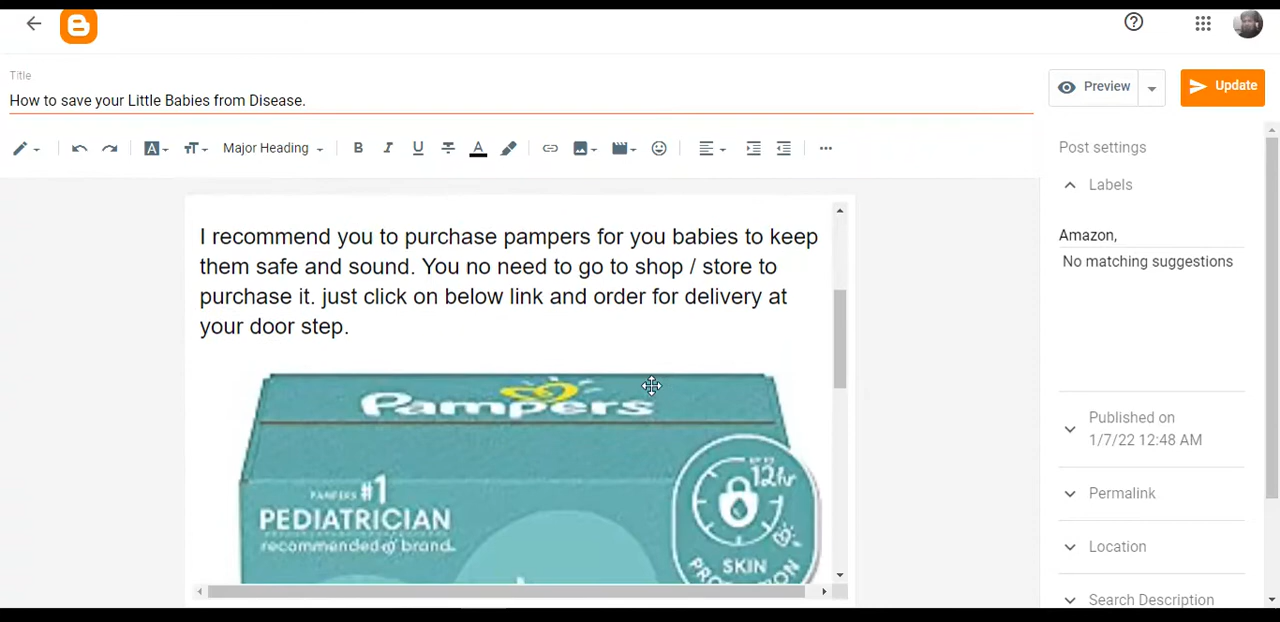 Title
How to save your Little Babies from Disease.
Preview
Update
Major Heading
B I U A
Post settings
Labels
Amazon,
No matching suggestions
I recommend you to purchase pampers for you babies to keep
them safe and sound. You no need to go to shop / store to
purchase it. just click on below link and order for delivery at
your door step.
Pampers
PAMPERS #1
PEDIATRICIAN
recommended brand.
UP TO
12hr
SKIN
PROTECTION
Published on
1/7/22 12:48 AM
Permalink
Location
Search Description